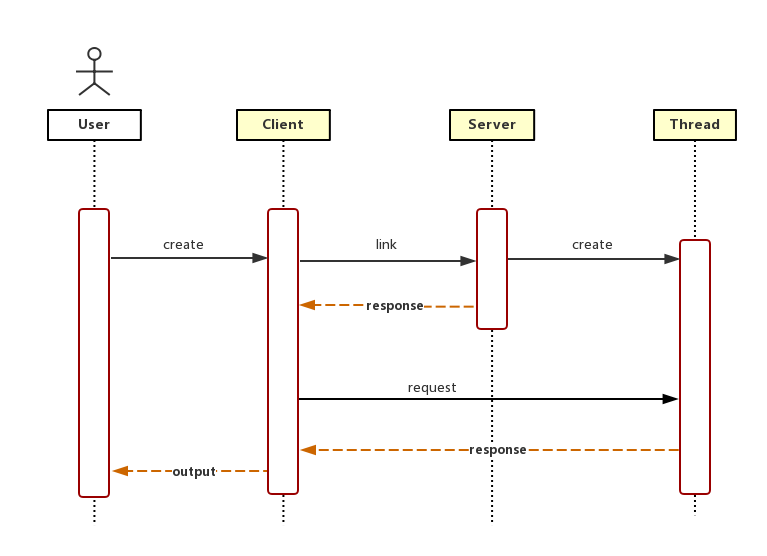 User
Client
Server
Thread
create
link
create
response
request
response
output